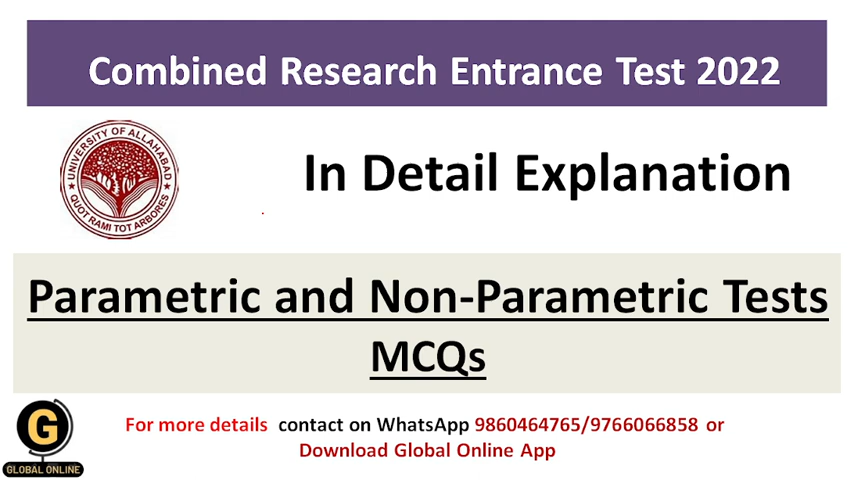 Combined Research Entrance Test 2022
UNIVERSITY OF ALLAHABAD
QUOT RAMI TOT ARBORES
In Detail Explanation
Parametric and Non-Parametric Tests
MCQs
G
GLOBAL ONLINE
For more details contact on WhatsApp 9860464765/9766066858 or
Download Global Online App